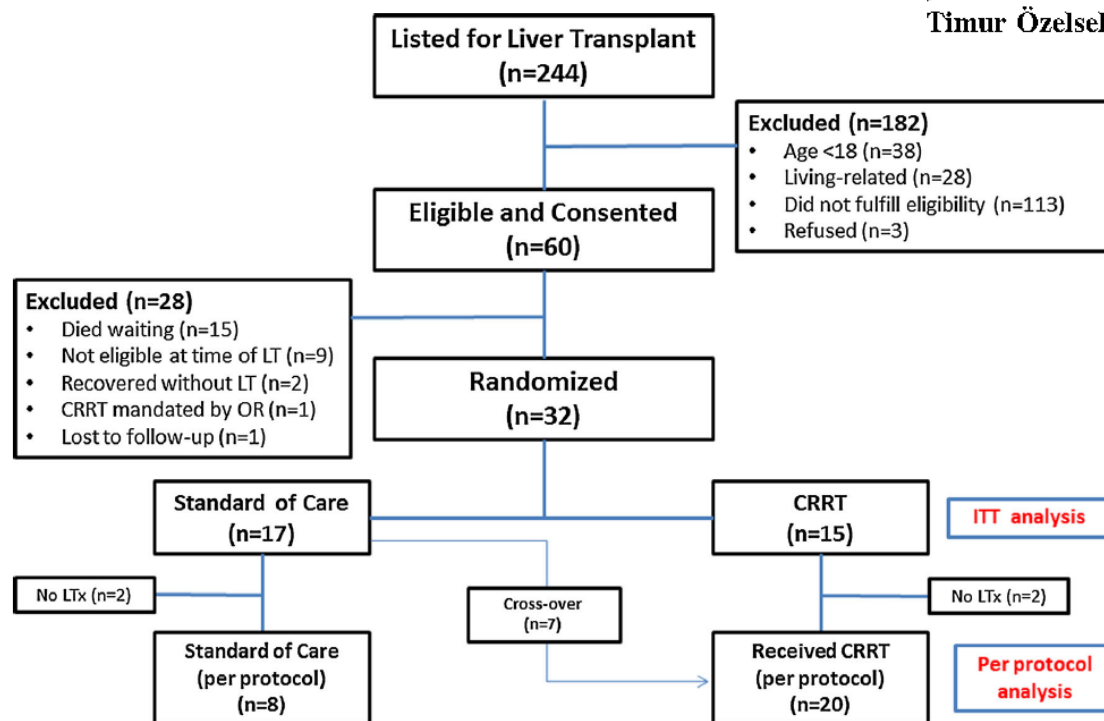 Timur Özelsel
Listed for Liver Transplant
(n=244)
Excluded (n=182)
• Age <18 (n=38)
• Living-related (n=28)
• Did not fulfill eligibility (n=113)
• Refused (n=3)
Eligible and Consented
(n=60)
Excluded (n=28)
• Died waiting (n=15)
• Not eligible at time of LT (n=9)
• Recovered without LT (n=2)
• CRRT mandated by OR (n=1)
• Lost to follow-up (n=1)
Randomized
(n=32)
Standard of Care
(n=17)
CRRT
(n=15)
ITT analysis
No LTx (n=2)
Cross-over
(n=7)
No LTx (n=2)
Standard of Care
(per protocol)
(n=8)
Received CRRT
(per protocol)
(n=20)
Per protocol
analysis